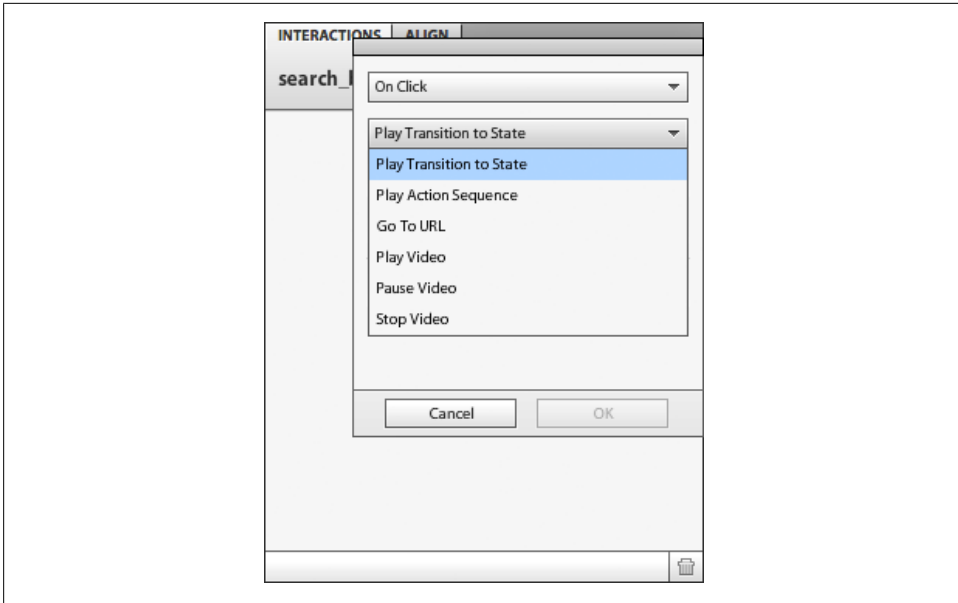 INTERACTIONS ALIGN
search_
On Click
Play Transition to State
Play Transition to State
Play Action Sequence
Go To URL
Play Video
Pause Video
Stop Video
Cancel OK